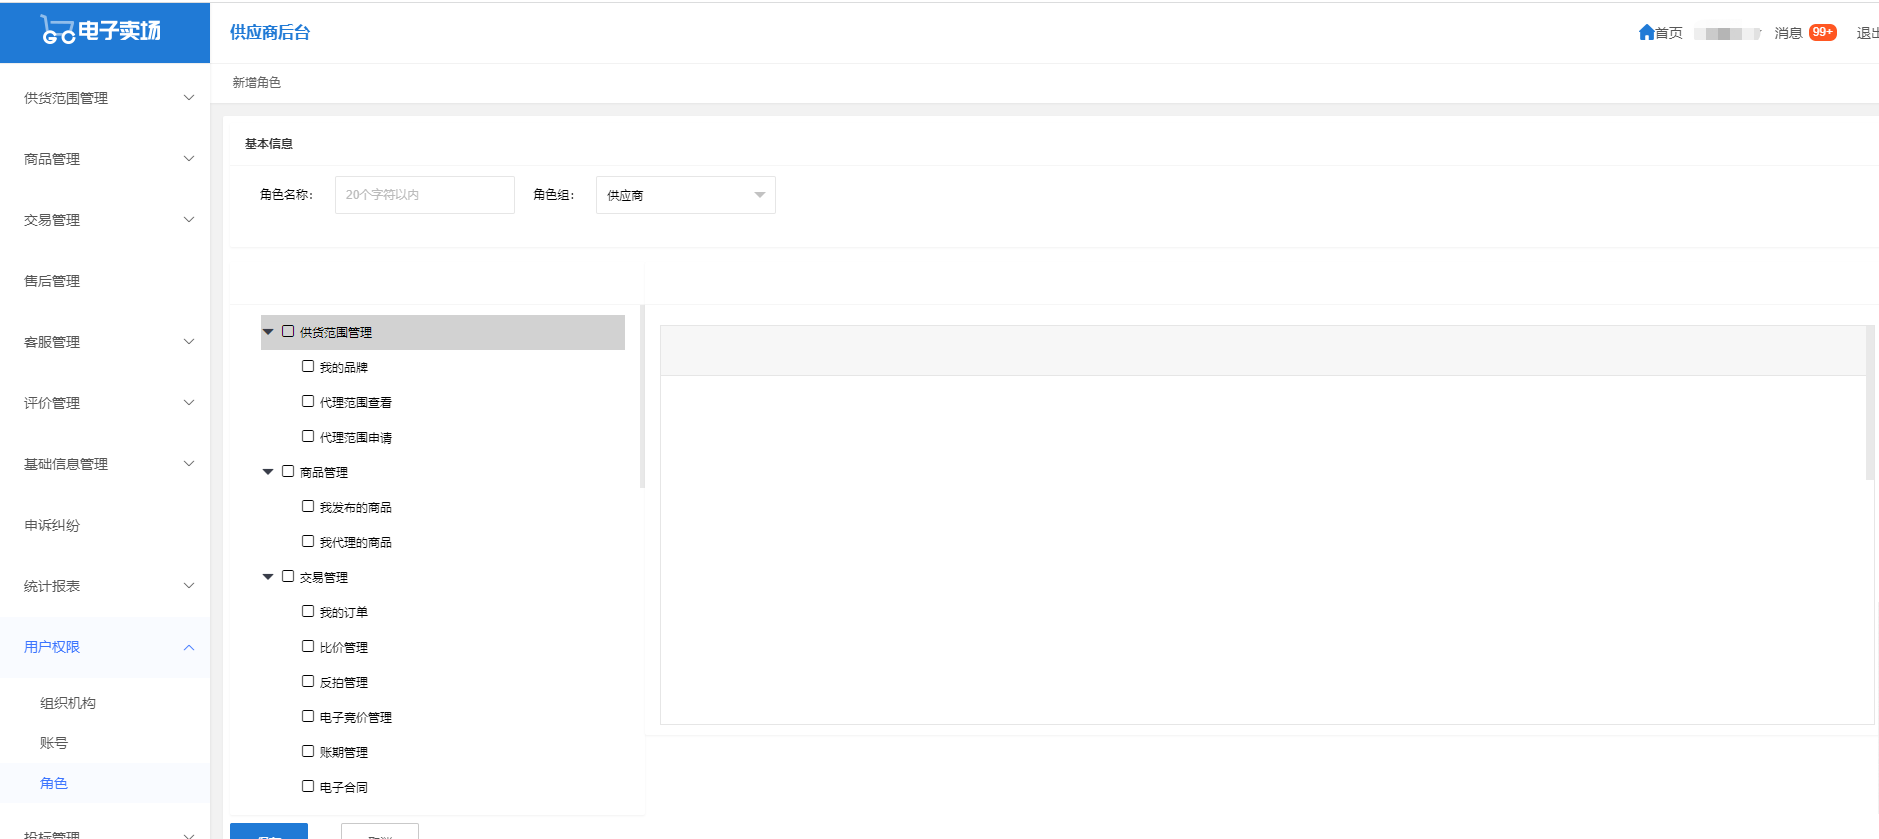 GO电子卖场
供应商后台
首页
消息 99+
退出
新增角色
供货范围管理
商品管理
交易管理
售后管理
客服管理
评价管理
基础信息管理
申诉纠纷
统计报表
用户权限
组织机构
账号
角色
投标管理
基本信息
角色名称：
20个字符以内
角色组：
供应商
供货范围管理
我的品牌
代理范围查看
代理范围申请
商品管理
我发布的商品
我代理的商品
交易管理
我的订单
比价管理
反拍管理
电子竞价管理
账期管理
电子合同